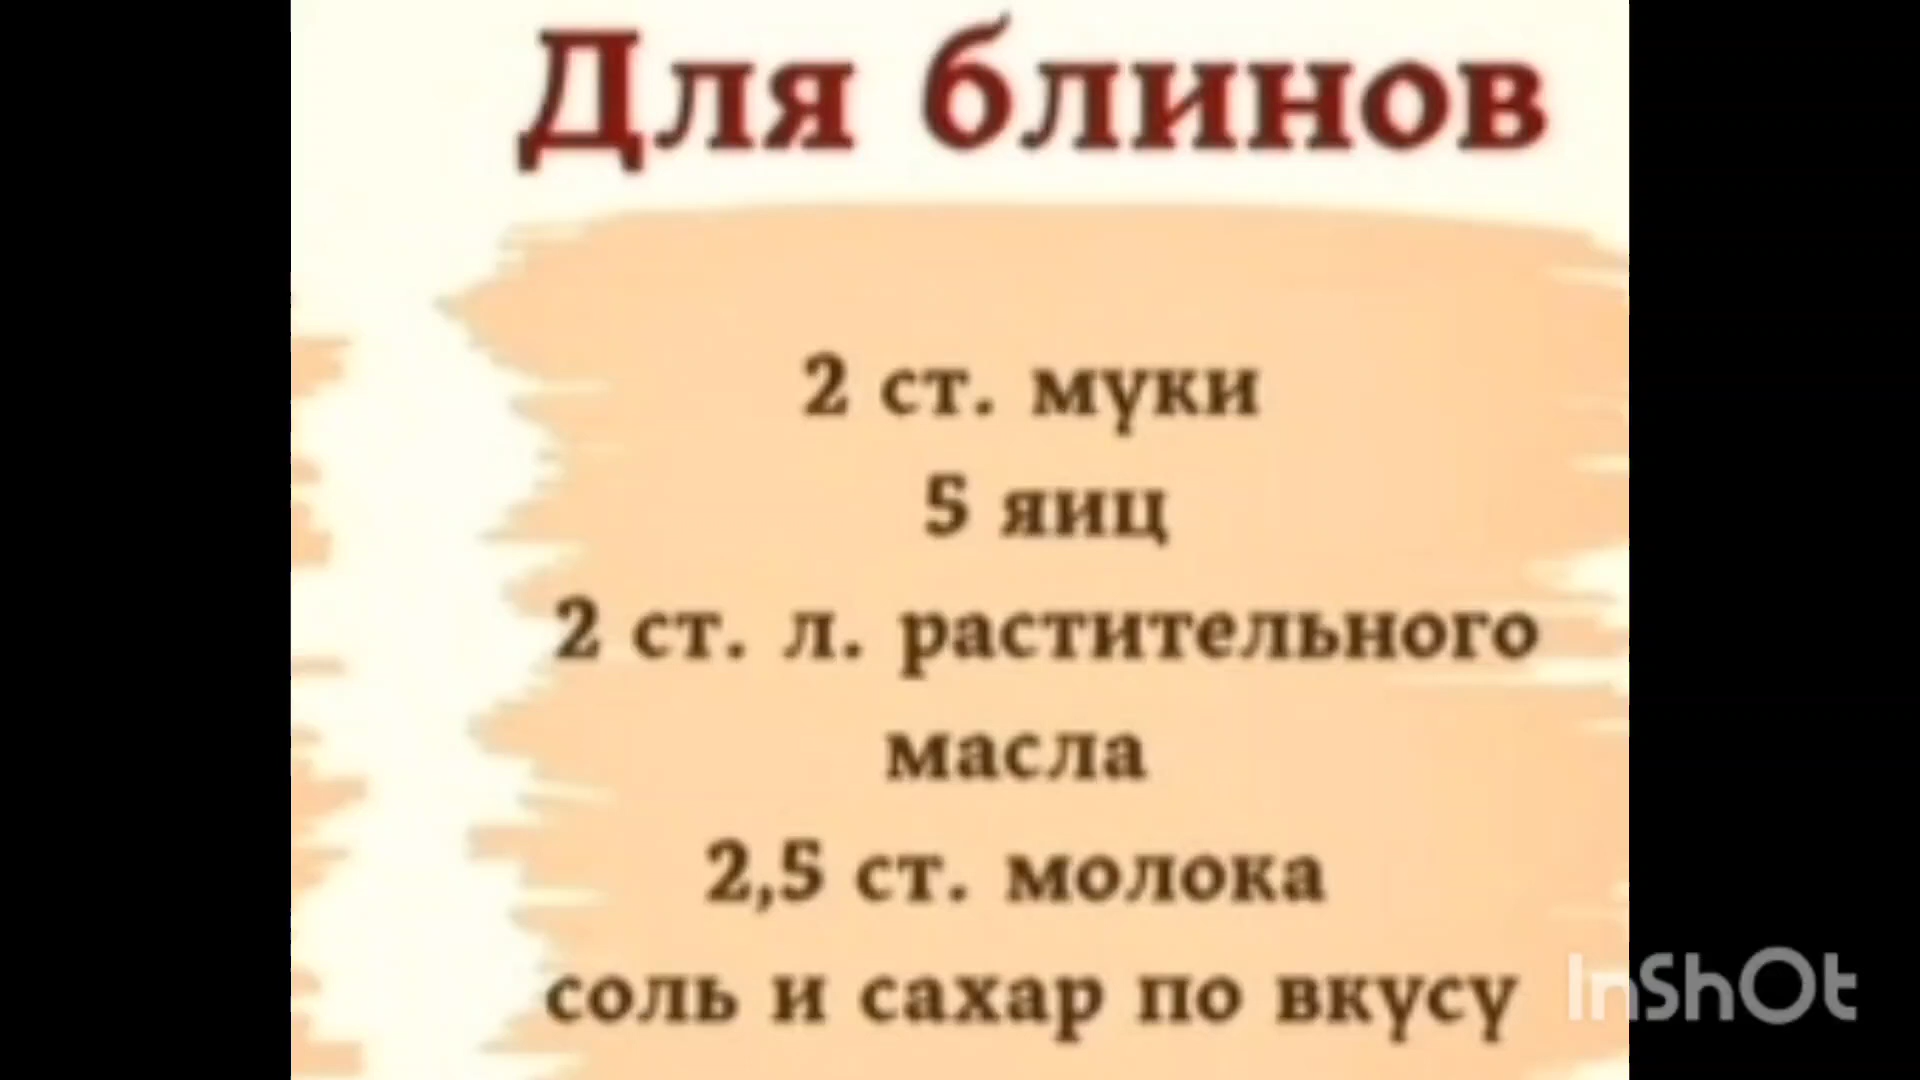 Для блинов
2 ст. муки
5 яиц
2 ст. л. растительного
масла
2,5 ст. молока
соль и сахар по вкусу
InShOt